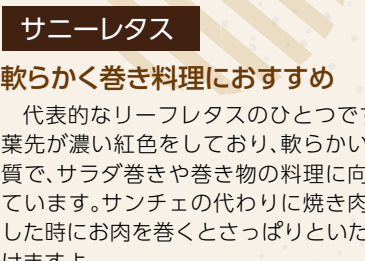 サニーレタス
軟らかく巻き料理におすすめ
代表的なリーフレタスのひとつです
葉先が濃い紅色をしており、軟らかい
質で、サラダ巻きや巻き物の料理に向
ています。サンチェの代わりに焼き肉
した時にお肉を巻くとさっぱりといた
けますよ